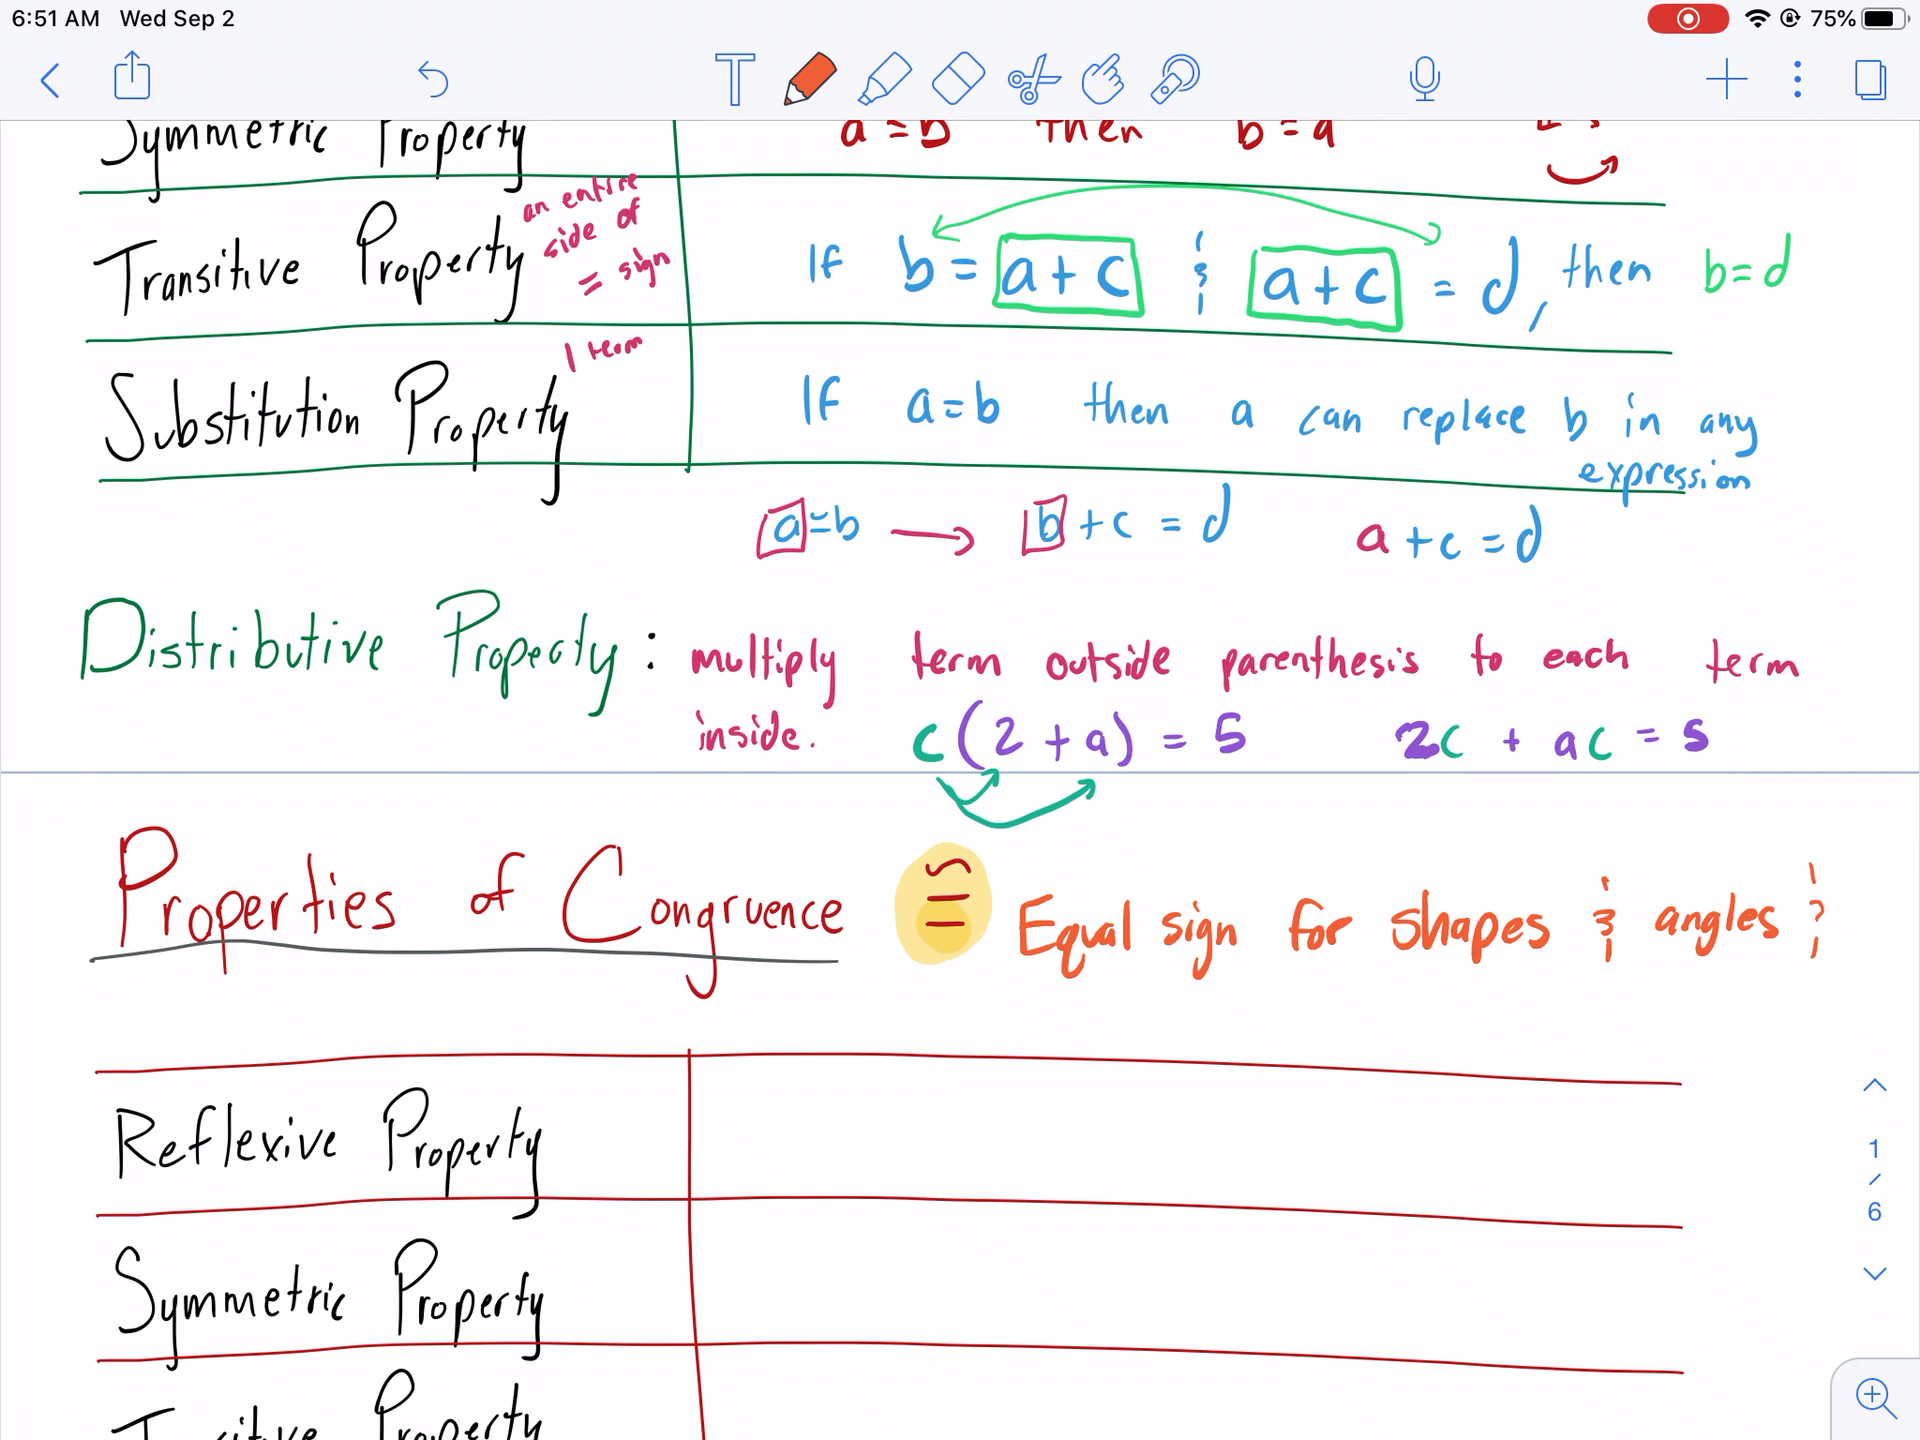 6:51 AM Wed Sep 2 75%
T
Symmetric Property a = b then b = a
Transitive Property an entire side of = sign If b = a + c & a + c = d, then b = d
Substitution Property 1 term If a = b then a can replace b in any expression
a = b → b + c = d a + c = d
Distributive Property : multiply term outside parenthesis to each term
inside. c(2 + a) = 5 2c + ac = 5
Properties of Congruence ≅ Equal sign for shapes & angles
Reflexive Property
Symmetric Property
Property
1
/
6